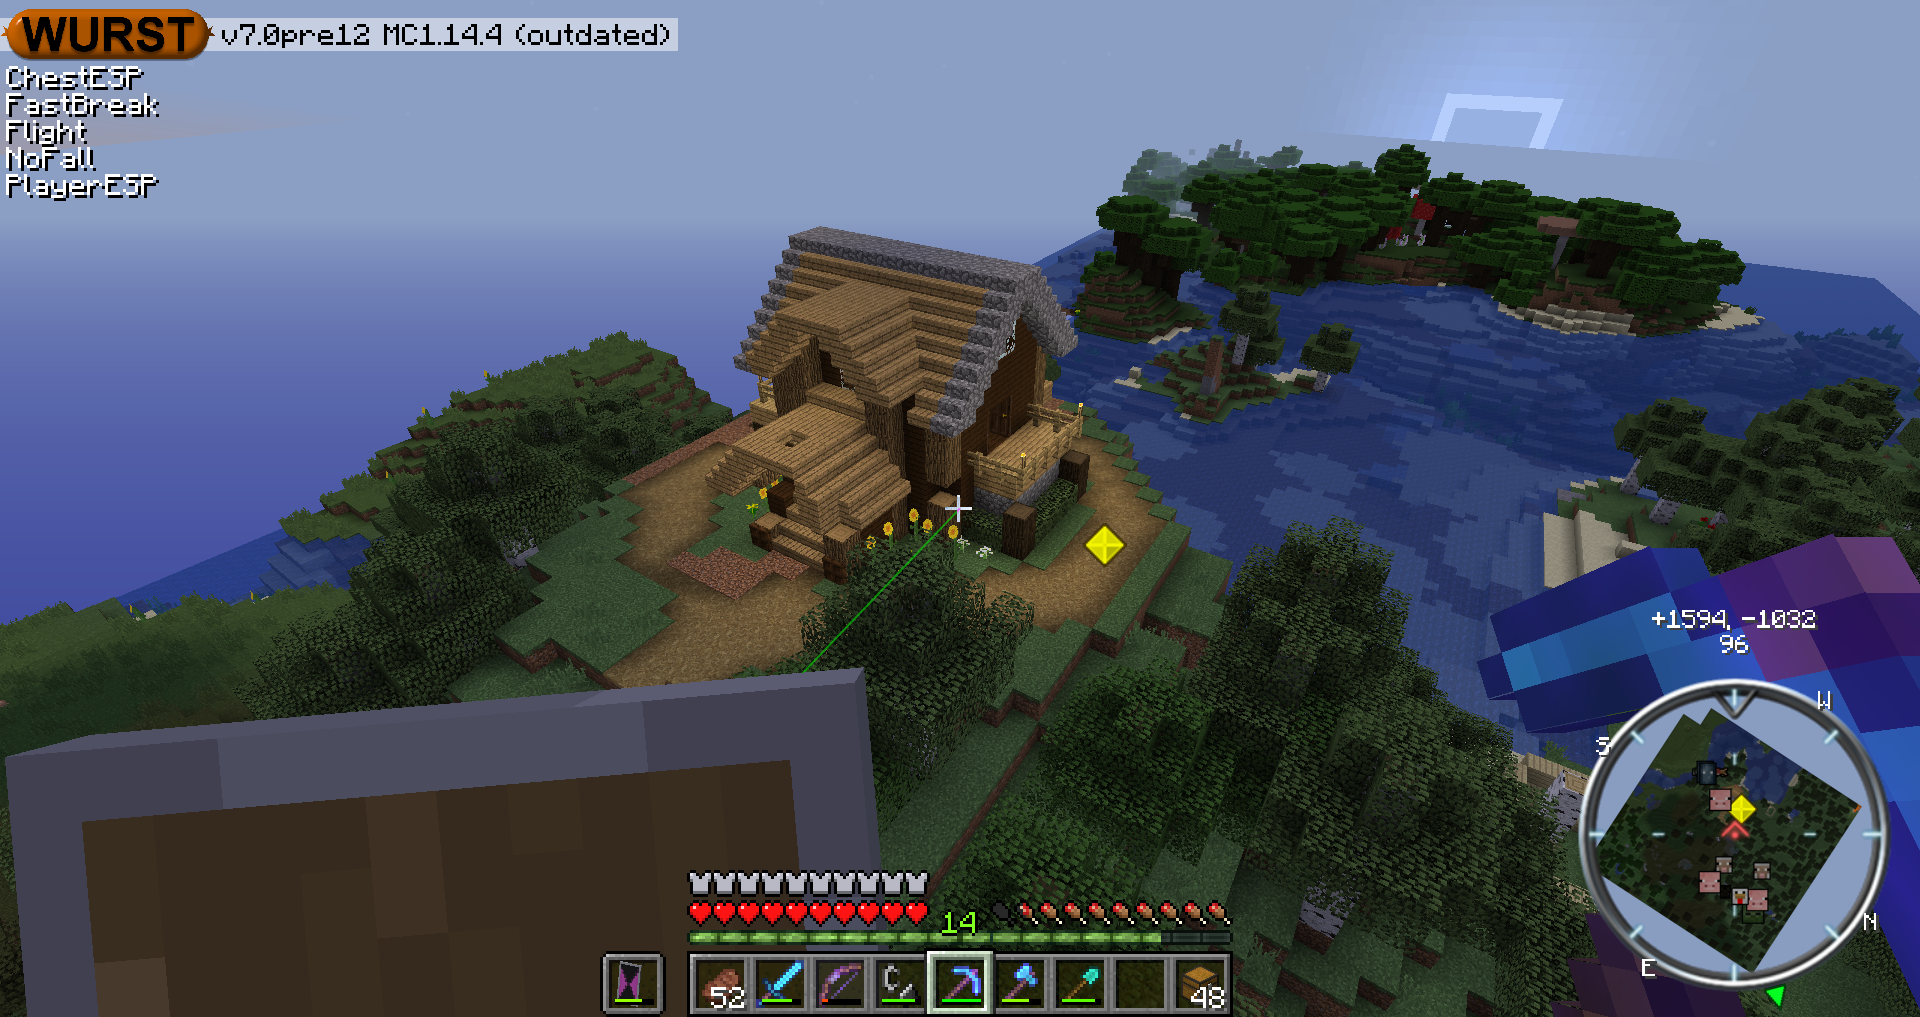 WURST v7.0pre12 MC1.14.4 (outdated)
ChestESP
FastBreak
Flight
NoFall
PlayerESP
+1594, -1032
96
W
S
N
E
14
52
48